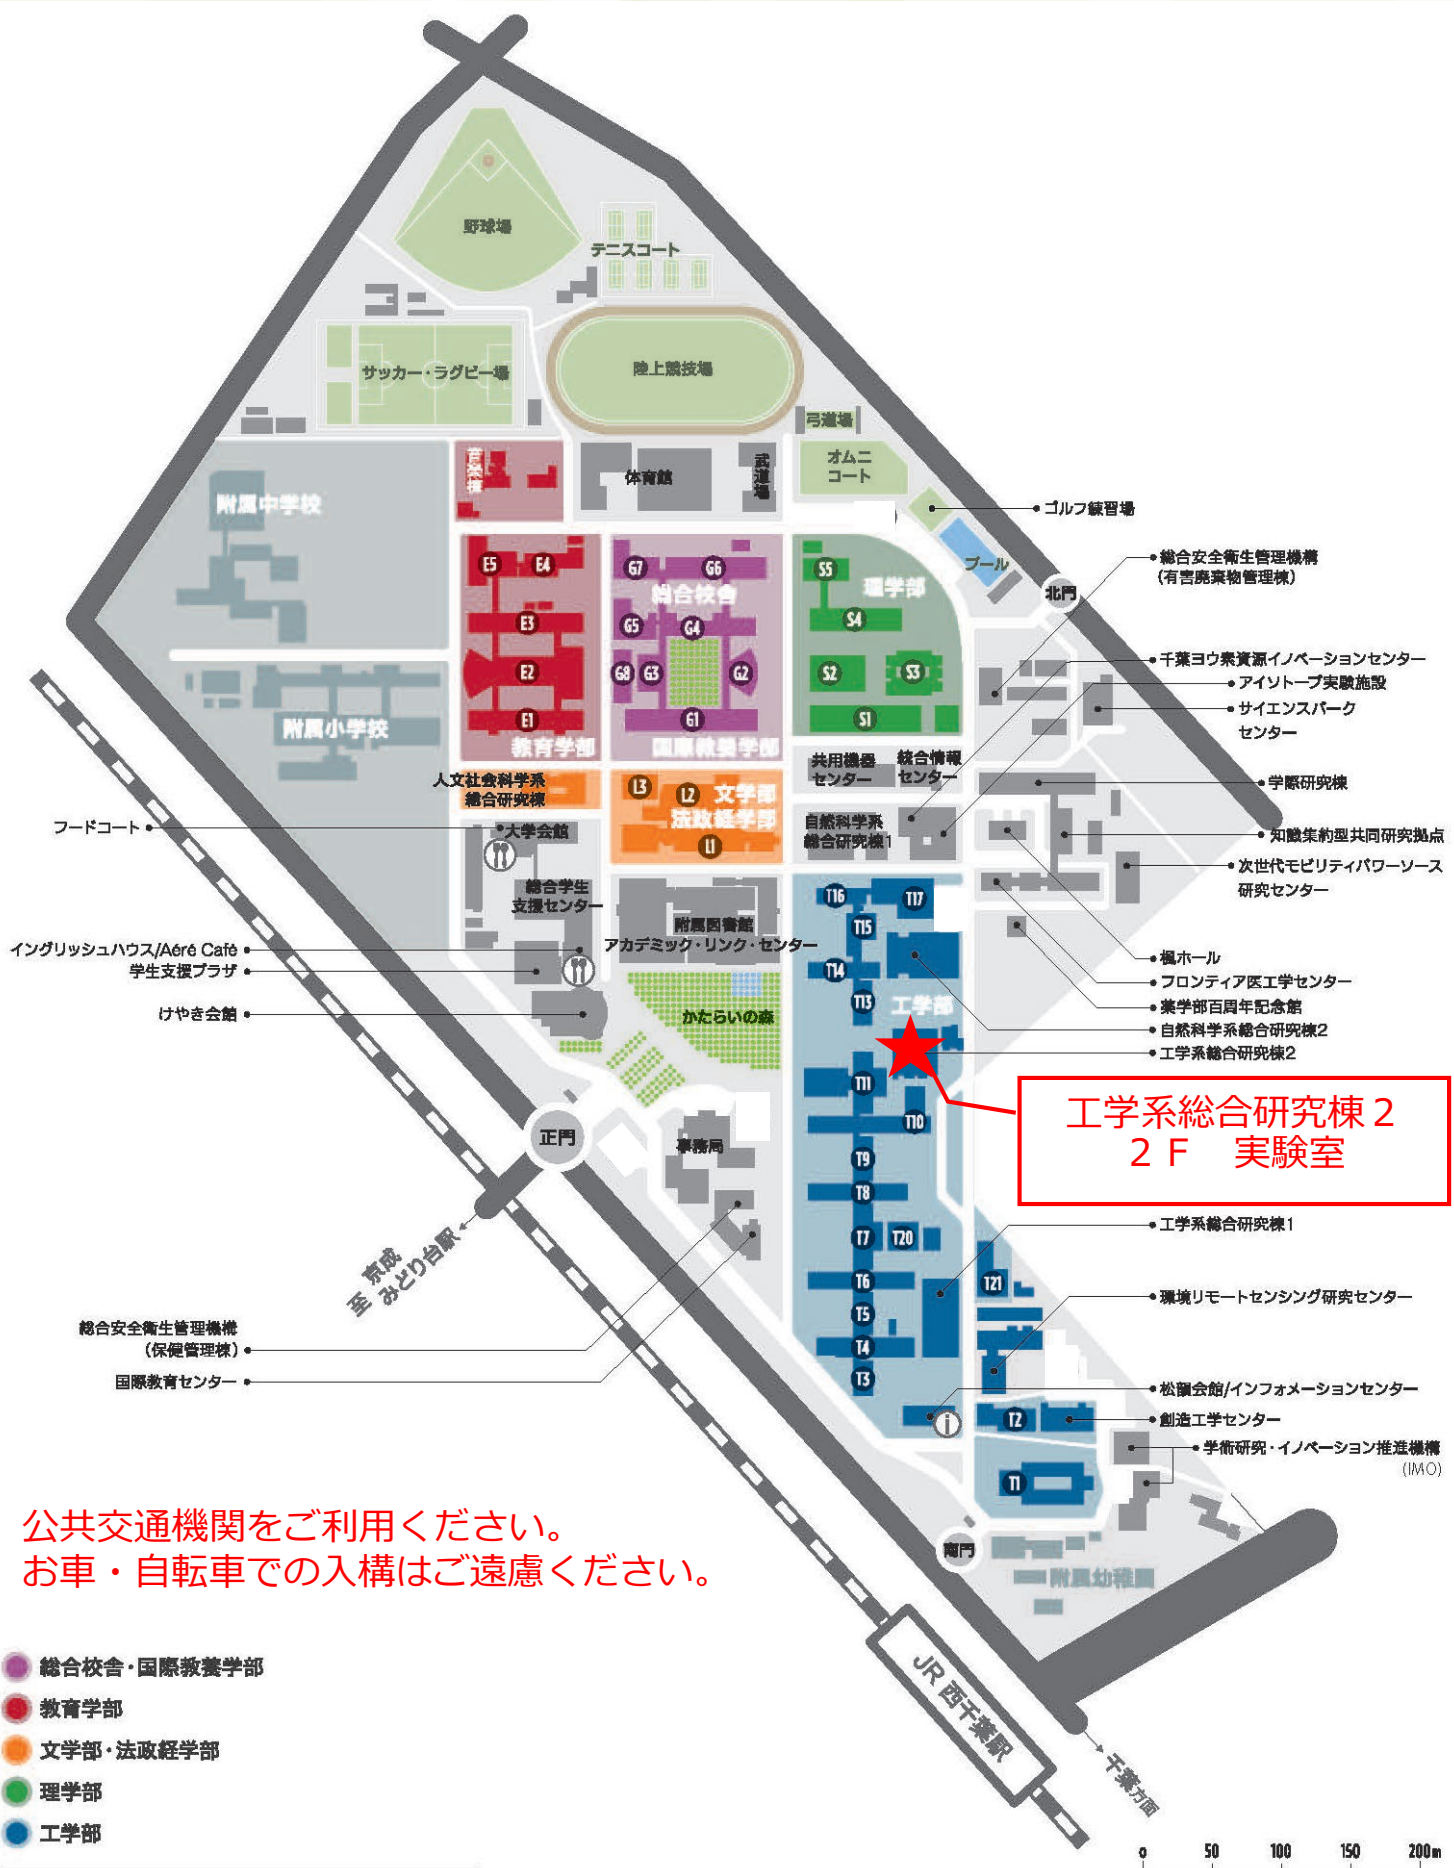 野球場
テニスコート
サッカー・ラグビー場
陸上競技場
弓道場
オムニ
コート
音楽棟
体育館
武道場
附属中学校
ゴルフ練習場
プール
北門
総合安全衛生管理機構
(有害廃棄物管理棟)
E5
E4
G7
G6
総合校舎
S5
理学部
E3
G5
G4
S4
千葉ヨウ素資源イノベーションセンター
E2
G8
G3
G2
S2
S3
アイソトープ実験施設
サイエンスパーク
センター
附属小学校
E1
教育学部
G1
国際教養学部
S1
人文社会科学系
総合研究棟
L3
L2
文学部
法政経学部
L1
共用機器
センター
統合情報
センター
学際研究棟
フードコート
大学会館
自然科学系
総合研究棟1
知識集約型共同研究拠点
次世代モビリティパワーソース
研究センター
総合学生
支援センター
附属図書館
アカデミック・リンク・センター
T16
T17
T15
イングリッシュハウス/Aéré Café
学生支援プラザ
T14
T13
工学部
楓ホール
フロンティア医工学センター
薬学部百周年記念館
自然科学系総合研究棟2
工学系総合研究棟2
けやき会館
かたらいの森
T11
T10
工学系総合研究棟２
２Ｆ　実験室
正門
事務局
T9
T8
T7
T20
工学系総合研究棟1
至 京成
みどり台駅
T6
T21
環境リモートセンシング研究センター
T5
総合安全衛生管理機構
(保健管理棟)
T4
国際教育センター
T3
松韻会館/インフォメーションセンター
i
T2
創造工学センター
学術研究・イノベーション推進機構
(IMO)
T1
公共交通機関をご利用ください。
お車・自転車での入構はご遠慮ください。
南門
附属幼稚園
JR 西千葉駅
千葉方面
総合校舎・国際教養学部
教育学部
文学部・法政経学部
理学部
工学部
0 50 100 150 200m